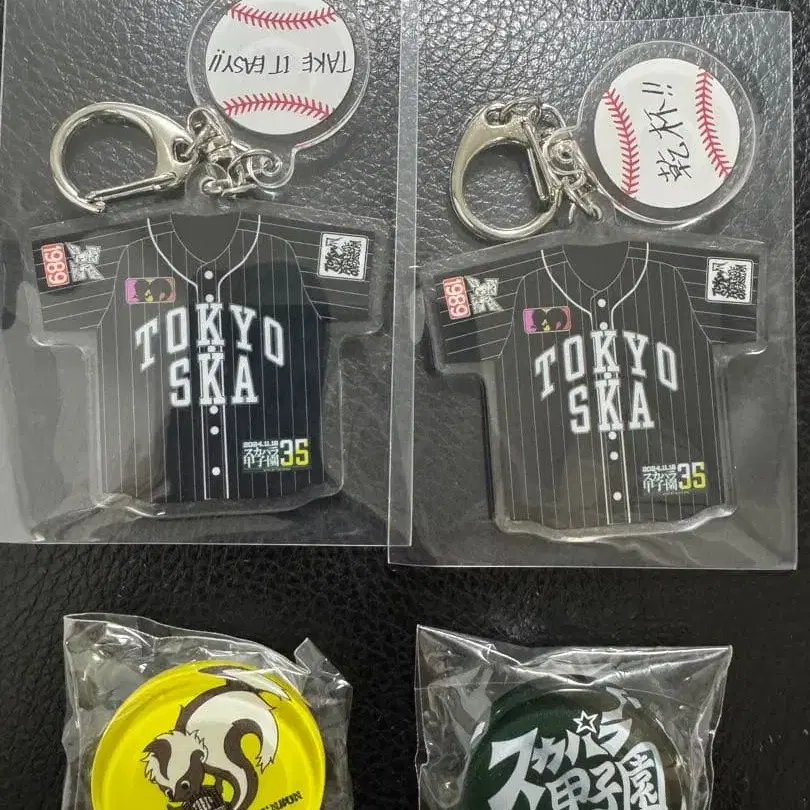 TAKE IT EASY!!
乾杯!!
1989
TOKYO
SKA
2024.11.16
スカパラ
甲子園 35
1989
TOKYO
SKA
2024.11.16
スカパラ
甲子園 35
スカパラ
甲子園